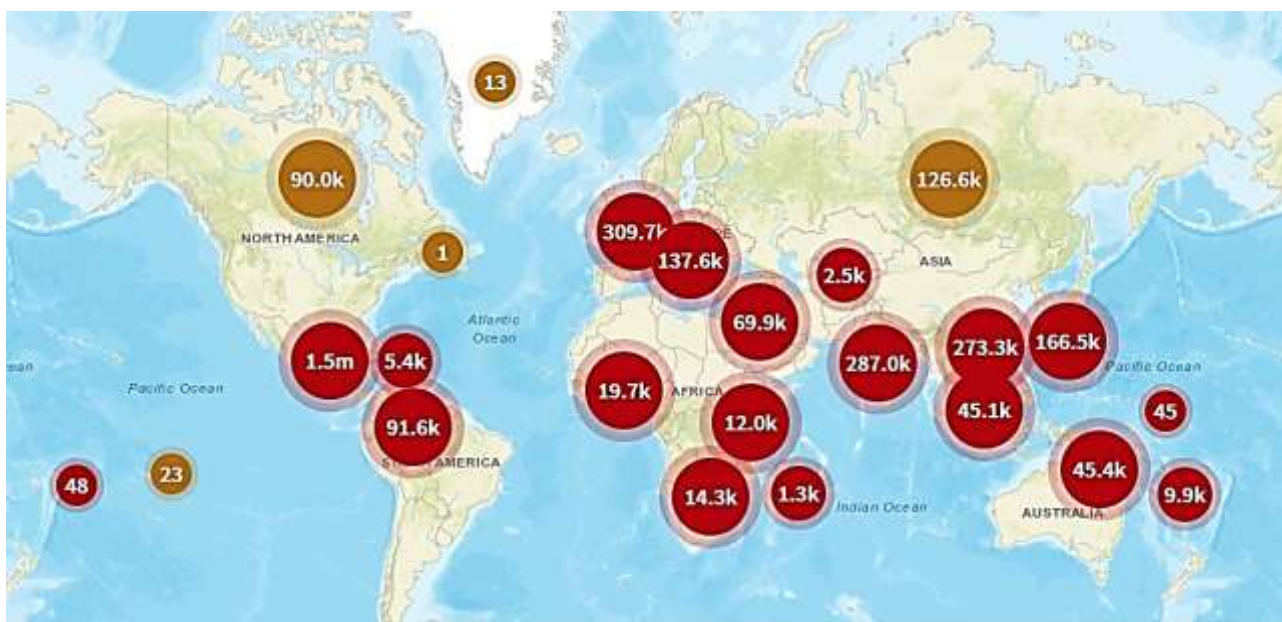 13
90.0k
126.6k
309.7k
NORTH AMERICA
137.6k
1
2.5k
ASIA
Atlantic
Ocean
69.9k
1.5m
5.4k
287.0k
273.3k
166.5k
Pacific Ocean
Pacific Ocean
19.7k
AFRICA
91.6k
12.0k
45.1k
45
AMERICA
23
48
45.4k
14.3k
1.3k
Indian Ocean
AUSTRALIA
9.9k